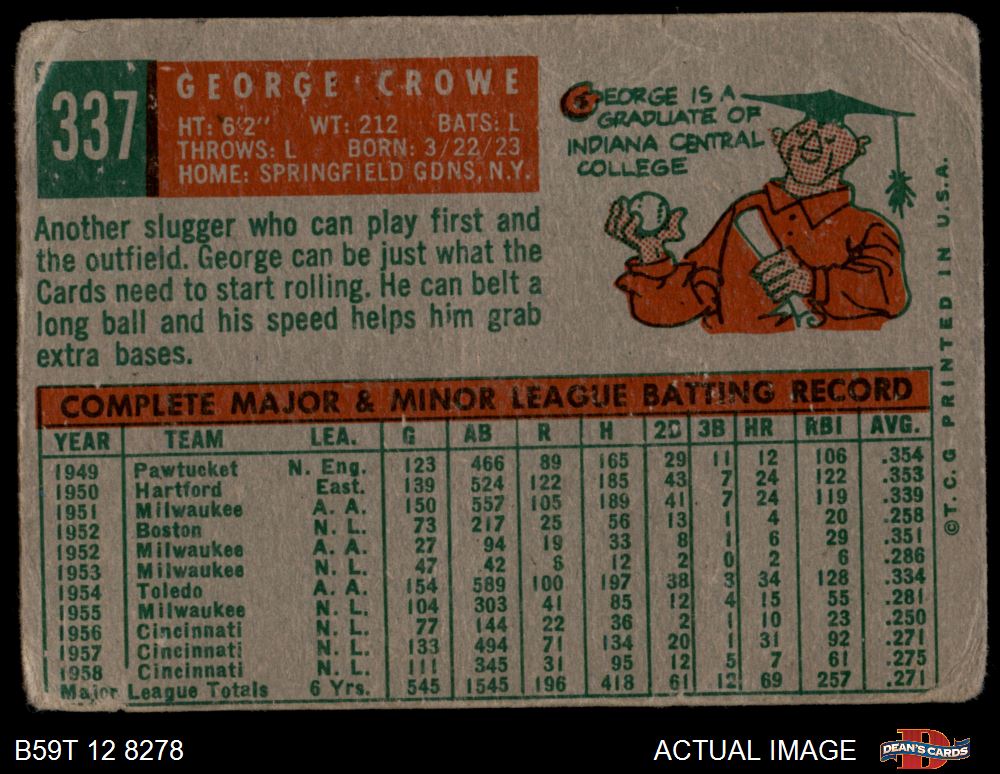 337
GEORGE CROWE
HT: 6'2" WT: 212 BATS: L
THROWS: L BORN: 3/22/23
HOME: SPRINGFIELD GDNS, N.Y.
GEORGE IS A
GRADUATE OF
INDIANA CENTRAL
COLLEGE
Another slugger who can play first and
the outfield. George can be just what the
Cards need to start rolling. He can belt a
long ball and his speed helps him grab
extra bases.
COMPLETE MAJOR & MINOR LEAGUE BATTING RECORD
YEAR TEAM LEA. G AB R H 2D 3B HR RBI AVG.
1949 Pawtucket N. Eng. 123 466 89 165 29 11 12 106 .354
1950 Hartford East. 139 524 122 185 43 7 24 122 .353
1951 Milwaukee A. A. 150 557 105 189 41 7 24 119 .339
1952 Boston N. L. 73 217 25 56 13 1 4 20 .258
1952 Milwaukee A. A. 27 94 19 33 8 1 6 29 .351
1953 Milwaukee N. L. 47 42 6 12 2 0 2 6 .286
1954 Toledo A. A. 154 589 100 197 38 3 34 128 .334
1955 Milwaukee N. L. 104 303 41 85 12 4 15 55 .281
1956 Cincinnati N. L. 77 144 22 36 2 1 10 23 .250
1957 Cincinnati N. L. 133 494 71 134 20 1 31 92 .271
1958 Cincinnati N. L. 111 345 31 95 12 5 7 61 .275
Major League Totals 6 Yrs. 545 1545 196 418 61 12 69 257 .271
©T.C.G PRINTED IN U.S.A.
B59T 12 8278
ACTUAL IMAGE
DEAN'S CARDS